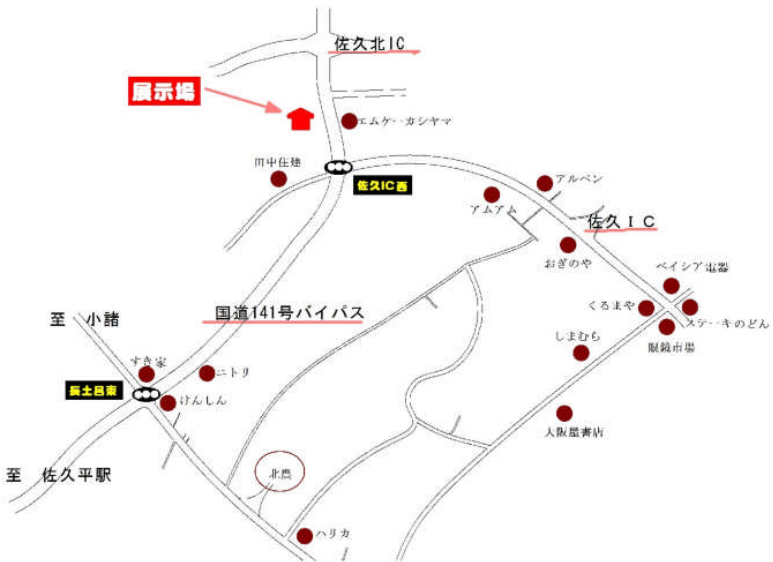 佐久北IC
展示場
エムケーカシヤマ
田中住建
佐久IC西
アルペン
アムアム
佐久IC
おぎのや
ベイシア電器
国道141号バイパス
くるまや
ステーキのどん
至 小諸
しまむら
眼鏡市場
すき家
ニトリ
長土呂東
けんしん
大阪屋書店
至 佐久平駅
北農
ハリカ